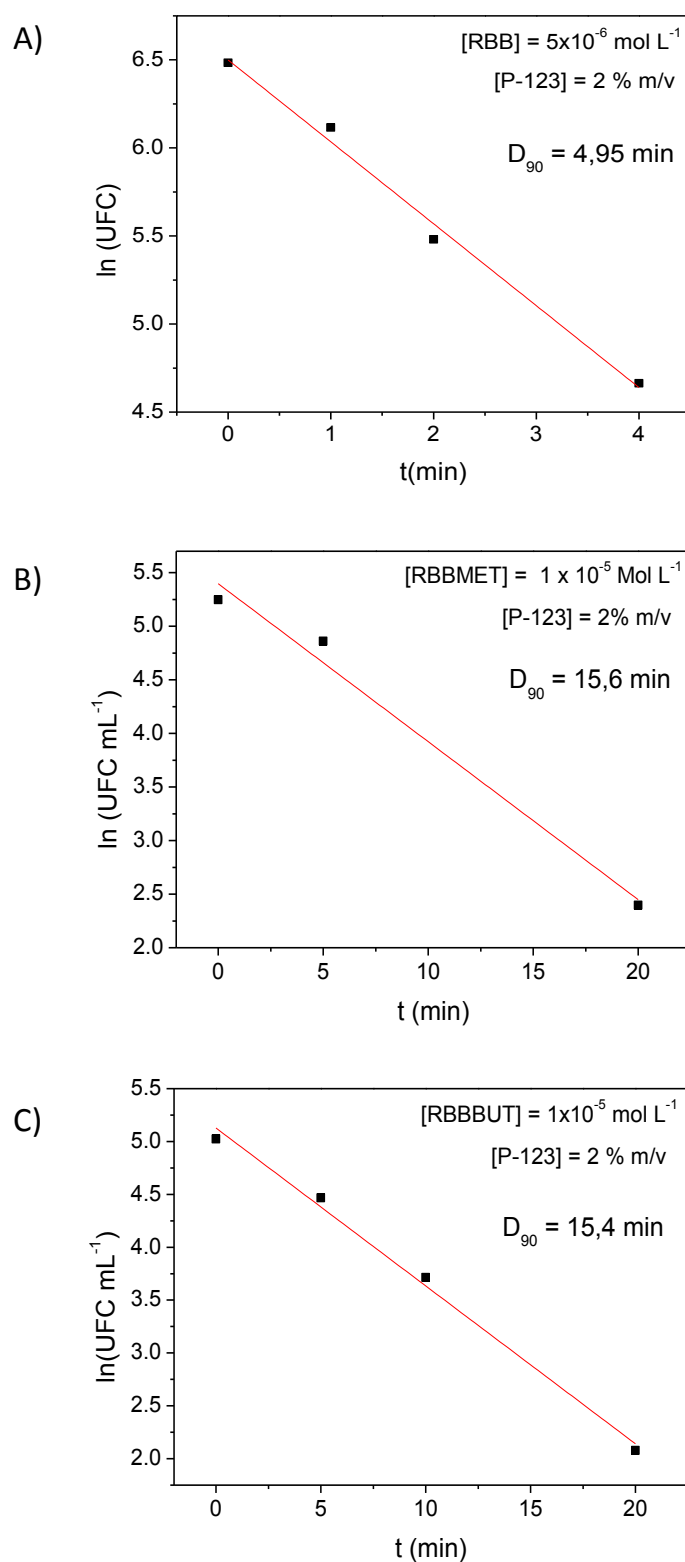 A)
[RBB] = 5x10⁻⁶ mol L⁻¹
[P-123] = 2 % m/v
D₉₀ = 4,95 min
ln (UFC)
6.5
6.0
5.5
5.0
4.5
0 1 2 3 4
t(min)
B)
[RBBMET] = 1 x 10⁻⁵ Mol L⁻¹
[P-123] = 2% m/v
D₉₀ = 15,6 min
ln (UFC mL⁻¹)
5.5
5.0
4.5
4.0
3.5
3.0
2.5
2.0
0 5 10 15 20
t (min)
C)
[RBBBUT] = 1x10⁻⁵ mol L⁻¹
[P-123] = 2 % m/v
D₉₀ = 15,4 min
ln(UFC mL⁻¹)
5.5
5.0
4.5
4.0
3.5
3.0
2.5
2.0
0 5 10 15 20
t (min)